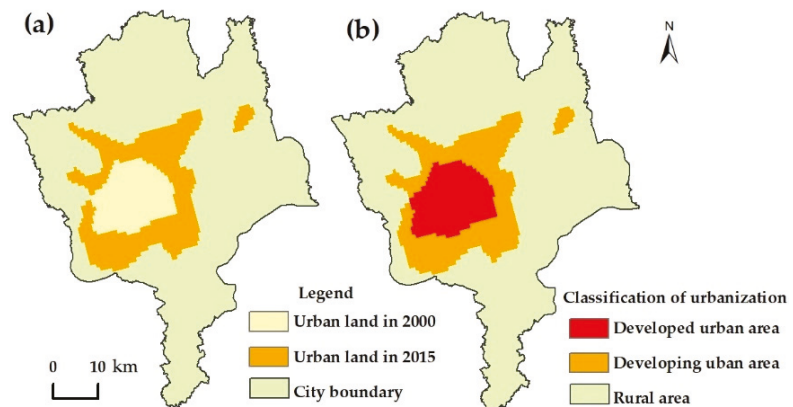 (a)
(b)
N
Legend
Urban land in 2000
Urban land in 2015
City boundary
0 10 km
Classification of urbanization
Developed urban area
Developing uban area
Rural area